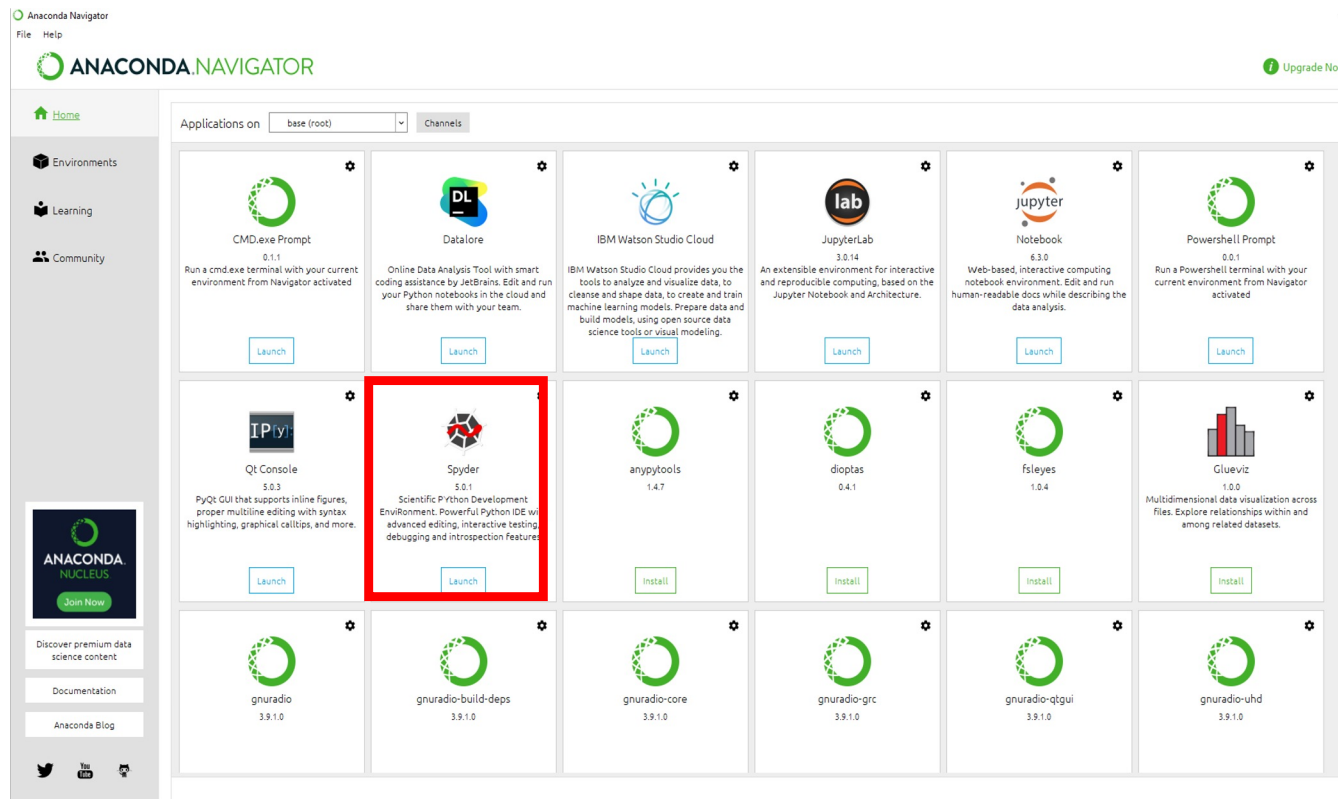 Anaconda Navigator
File Help
ANACONDA.NAVIGATOR
Upgrade No
Home
Environments
Learning
Community
Applications on base (root) Channels
DL
CMD.exe Prompt
0.1.1
Run a cmd.exe terminal with your current
environment from Navigator activated
Launch
Datalore
Online Data Analysis Tool with smart
coding assistance by JetBrains. Edit and run
your Python notebooks in the cloud and
share them with your team.
Launch
IBM Watson Studio Cloud
IBM Watson Studio Cloud provides you the
tools to analyze and visualize data, to
cleanse and shape data, to create and train
machine learning models. Prepare data and
build models, using open source data
science tools or visual modeling.
Launch
lab
JupyterLab
3.0.14
An extensible environment for interactive
and reproducible computing, based on the
Jupyter Notebook and Architecture.
Launch
jupyter
Notebook
6.3.0
Web-based, interactive computing
notebook environment. Edit and run
human-readable docs while describing the
data analysis.
Launch
Powershell Prompt
0.0.1
Run a Powershell terminal with your
current environment from Navigator
activated
Launch
IP[y]:
Qt Console
5.0.3
PyQt GUI that supports inline figures,
proper multiline editing with syntax
highlighting, graphical calltips, and more.
Launch
Spyder
5.0.1
Scientific PYthon Development
EnviRonment. Powerful Python IDE wi
advanced editing, interactive testing,
debugging and introspection features
Launch
anypytools
1.4.7
Install
dioptas
0.4.1
Install
fsleyes
1.0.4
Install
Glueviz
1.0.0
Multidimensional data visualization across
files. Explore relationships within and
among related datasets.
Install
gnuradio
3.9.1.0
gnuradio-build-deps
3.9.1.0
gnuradio-core
3.9.1.0
gnuradio-grc
3.9.1.0
gnuradio-qtgui
3.9.1.0
gnuradio-uhd
3.9.1.0
ANACONDA.
NUCLEUS
Join Now
Discover premium data
science content
Documentation
Anaconda Blog
You
Tube